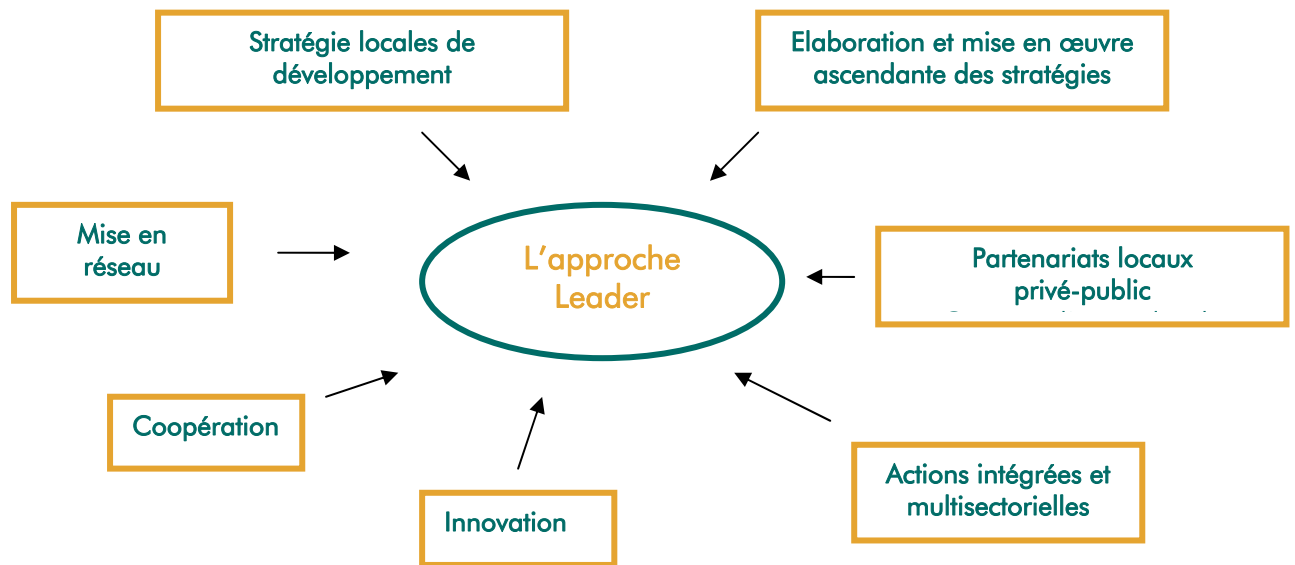 Stratégie locales de
développement
Elaboration et mise en œuvre
ascendante des stratégies
Mise en
réseau
L'approche
Leader
Partenariats locaux
privé-public
Coopération
Actions intégrées et
multisectorielles
Innovation